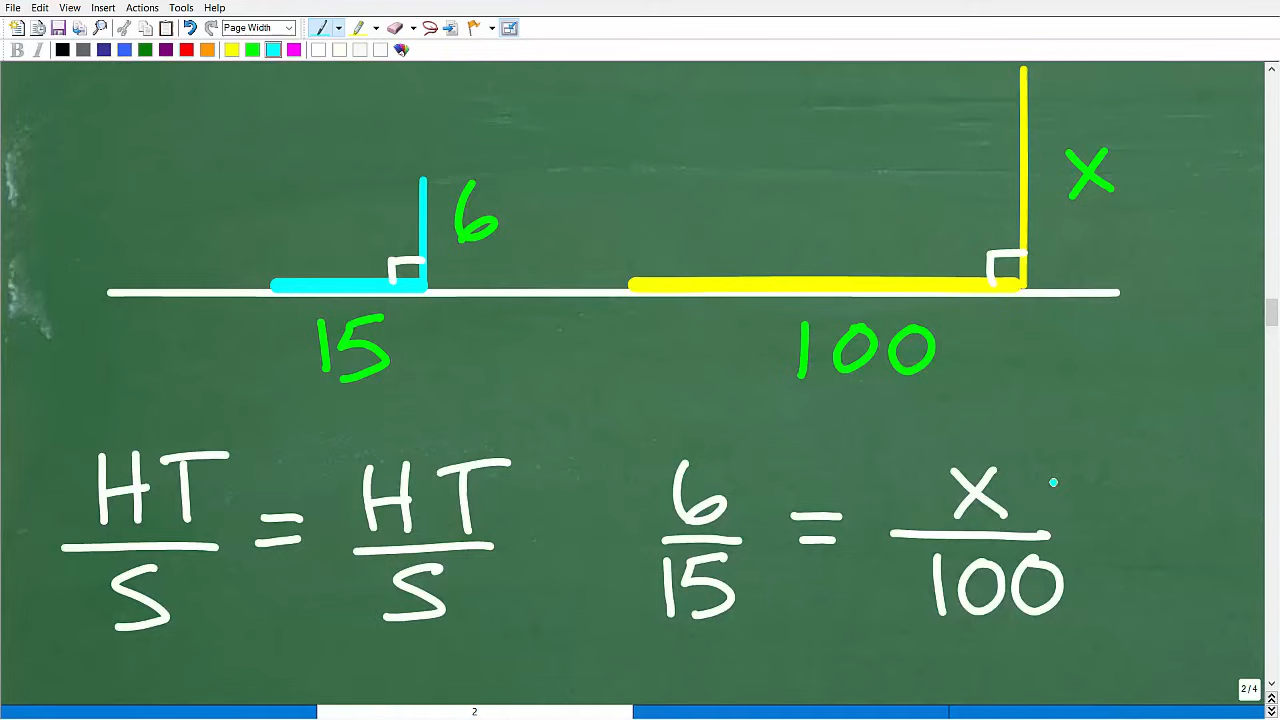 File Edit View Insert Actions Tools Help
Page Width
B I
6 X
15 100
HT HT 6 X
= =
S S 15 100
2/4
2